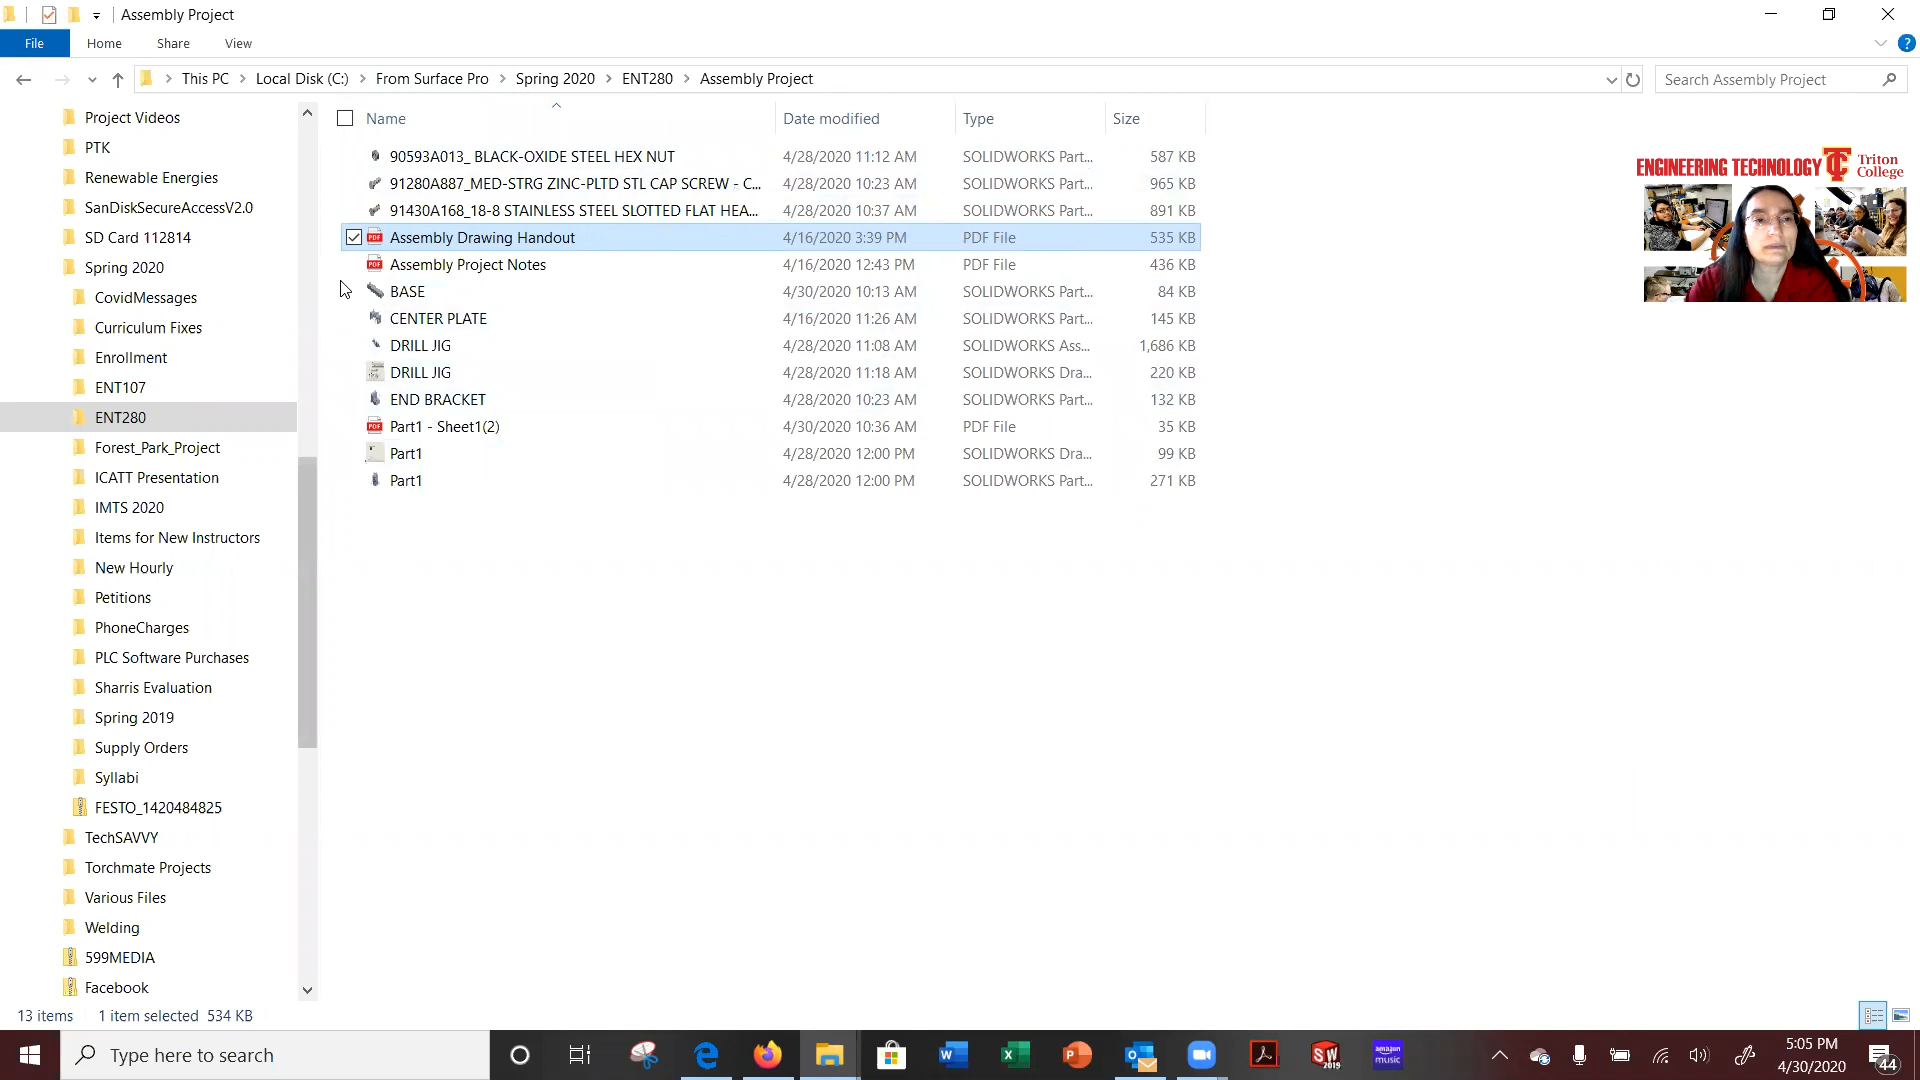 Assembly Project
File Home Share View
This PC Local Disk (C:) From Surface Pro Spring 2020 ENT280 Assembly Project
Search Assembly Project
Project Videos
PTK
Renewable Energies
SanDiskSecureAccessV2.0
SD Card 112814
Spring 2020
CovidMessages
Curriculum Fixes
Enrollment
ENT107
ENT280
Forest_Park_Project
ICATT Presentation
IMTS 2020
Items for New Instructors
New Hourly
Petitions
PhoneCharges
PLC Software Purchases
Sharris Evaluation
Spring 2019
Supply Orders
Syllabi
FESTO_1420484825
TechSAVVY
Torchmate Projects
Various Files
Welding
599MEDIA
Facebook
Name Date modified Type Size
90593A013_ BLACK-OXIDE STEEL HEX NUT 4/28/2020 11:12 AM SOLIDWORKS Part... 587 KB
91280A887_MED-STRG ZINC-PLTD STL CAP SCREW - C... 4/28/2020 10:23 AM SOLIDWORKS Part... 965 KB
91430A168_18-8 STAINLESS STEEL SLOTTED FLAT HEA... 4/28/2020 10:37 AM SOLIDWORKS Part... 891 KB
Assembly Drawing Handout 4/16/2020 3:39 PM PDF File 535 KB
Assembly Project Notes 4/16/2020 12:43 PM PDF File 436 KB
BASE 4/30/2020 10:13 AM SOLIDWORKS Part... 84 KB
CENTER PLATE 4/16/2020 11:26 AM SOLIDWORKS Part... 145 KB
DRILL JIG 4/28/2020 11:08 AM SOLIDWORKS Ass... 1,686 KB
DRILL JIG 4/28/2020 11:18 AM SOLIDWORKS Dra... 220 KB
END BRACKET 4/28/2020 10:23 AM SOLIDWORKS Part... 132 KB
Part1 - Sheet1(2) 4/30/2020 10:36 AM PDF File 35 KB
Part1 4/28/2020 12:00 PM SOLIDWORKS Dra... 99 KB
Part1 4/28/2020 12:00 PM SOLIDWORKS Part... 271 KB
ENGINEERING TECHNOLOGY TC Triton College
13 items 1 item selected 534 KB
Type here to search
SW 2019
amazon music
5:05 PM
4/30/2020
44